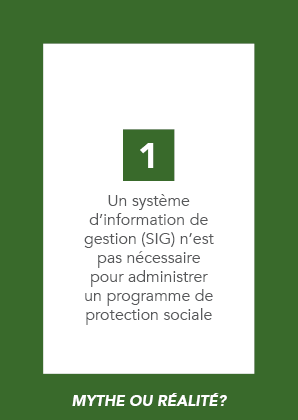 1
Un système
d’information de
gestion (SIG) n’est
pas nécessaire
pour administrer
un programme de
protection sociale
MYTHE OU RÉALITÉ?